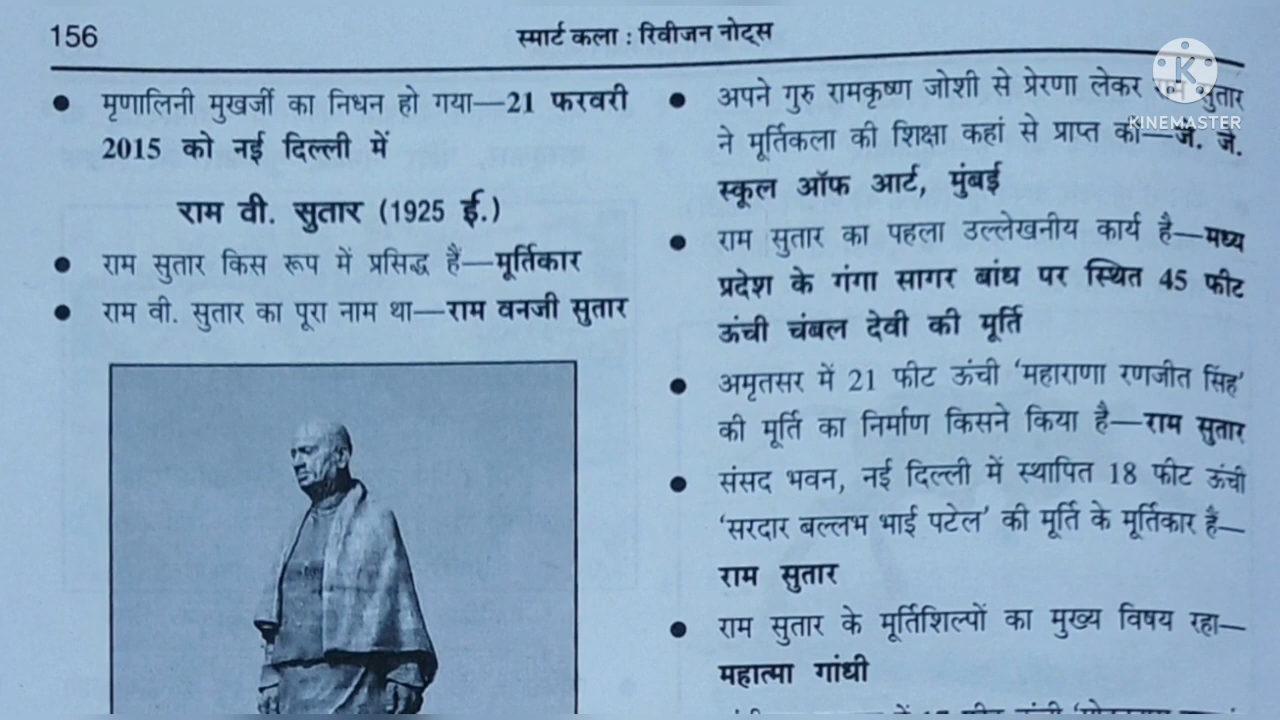 156
स्मार्ट कला : रिवीजन नोट्स
● मृणालिनी मुखर्जी का निधन हो गया—21 फरवरी
2015 को नई दिल्ली में
राम वी. सुतार (1925 ई.)
● राम सुतार किस रूप में प्रसिद्ध हैं—मूर्तिकार
● राम वी. सुतार का पूरा नाम था—राम वनजी सुतार
● अपने गुरु रामकृष्ण जोशी से प्रेरणा लेकर राम सुतार
ने मूर्तिकला की शिक्षा कहां से प्राप्त की—जे. जे.
स्कूल ऑफ आर्ट, मुंबई
● राम सुतार का पहला उल्लेखनीय कार्य है—मध्य
प्रदेश के गंगा सागर बांध पर स्थित 45 फीट
ऊंची चंबल देवी की मूर्ति
● अमृतसर में 21 फीट ऊंची ‘महाराणा रणजीत सिंह’
की मूर्ति का निर्माण किसने किया है—राम सुतार
● संसद भवन, नई दिल्ली में स्थापित 18 फीट ऊंची
‘सरदार बल्लभ भाई पटेल’ की मूर्ति के मूर्तिकार हैं—
राम सुतार
● राम सुतार के मूर्तिशिल्पों का मुख्य विषय रहा—
महात्मा गांधी
KINEMASTER